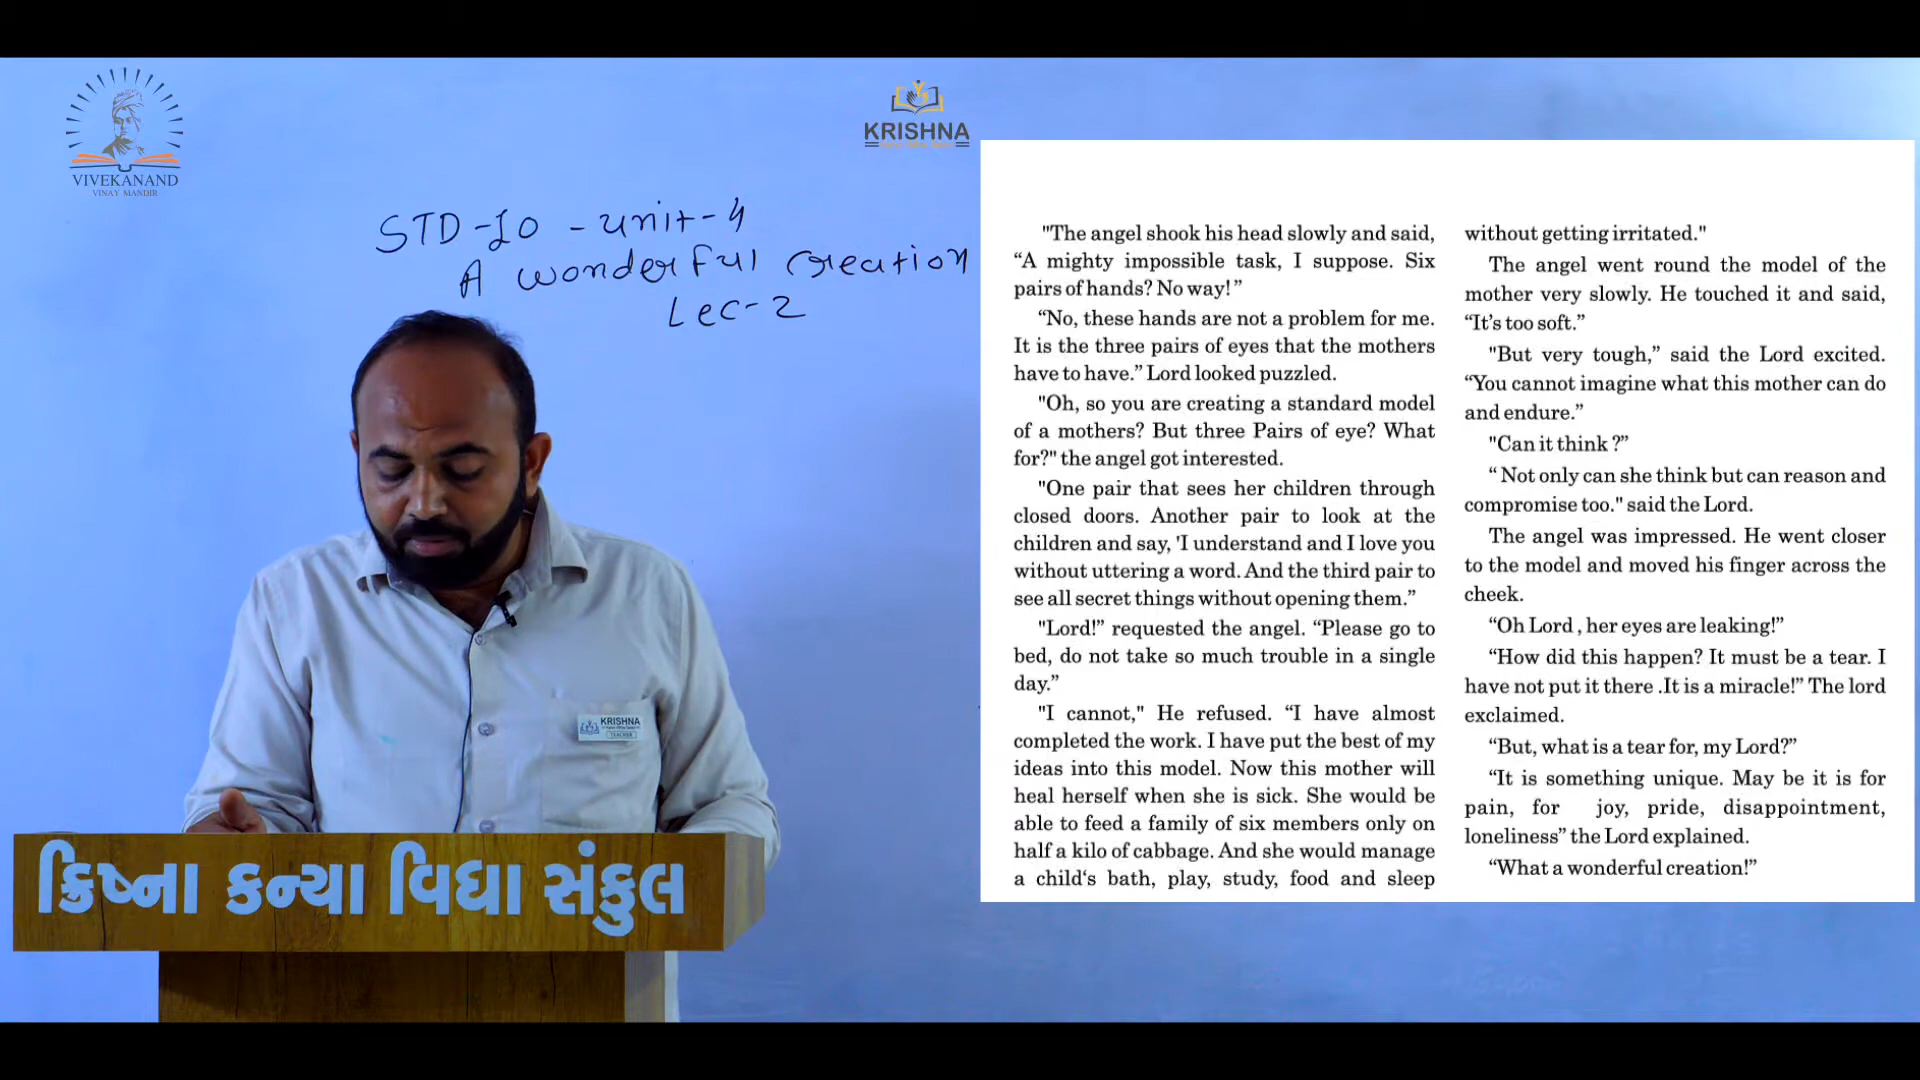 VIVEKANAND
VINAY MANDIR
KRISHNA
STD-10 - unit-4
A wonderful creation
Lec-2
"The angel shook his head slowly and said,
“A mighty impossible task, I suppose. Six
pairs of hands? No way!”
“No, these hands are not a problem for me.
It is the three pairs of eyes that the mothers
have to have.” Lord looked puzzled.
"Oh, so you are creating a standard model
of a mothers? But three Pairs of eye? What
for?" the angel got interested.
"One pair that sees her children through
closed doors. Another pair to look at the
children and say, 'I understand and I love you
without uttering a word. And the third pair to
see all secret things without opening them.”
"Lord!” requested the angel. “Please go to
bed, do not take so much trouble in a single
day.”
"I cannot," He refused. “I have almost
completed the work. I have put the best of my
ideas into this model. Now this mother will
heal herself when she is sick. She would be
able to feed a family of six members only on
half a kilo of cabbage. And she would manage
a child‘s bath, play, study, food and sleep
without getting irritated."
The angel went round the model of the
mother very slowly. He touched it and said,
“It’s too soft.”
"But very tough,” said the Lord excited.
“You cannot imagine what this mother can do
and endure.”
"Can it think ?”
“ Not only can she think but can reason and
compromise too." said the Lord.
The angel was impressed. He went closer
to the model and moved his finger across the
cheek.
“Oh Lord , her eyes are leaking!”
“How did this happen? It must be a tear. I
have not put it there .It is a miracle!” The lord
exclaimed.
“But, what is a tear for, my Lord?”
“It is something unique. May be it is for
pain, for joy, pride, disappointment,
loneliness” the Lord explained.
“What a wonderful creation!”
KRISHNA
TEACHER
ક્રિષ્ના કન્યા વિદ્યા સંકુલ